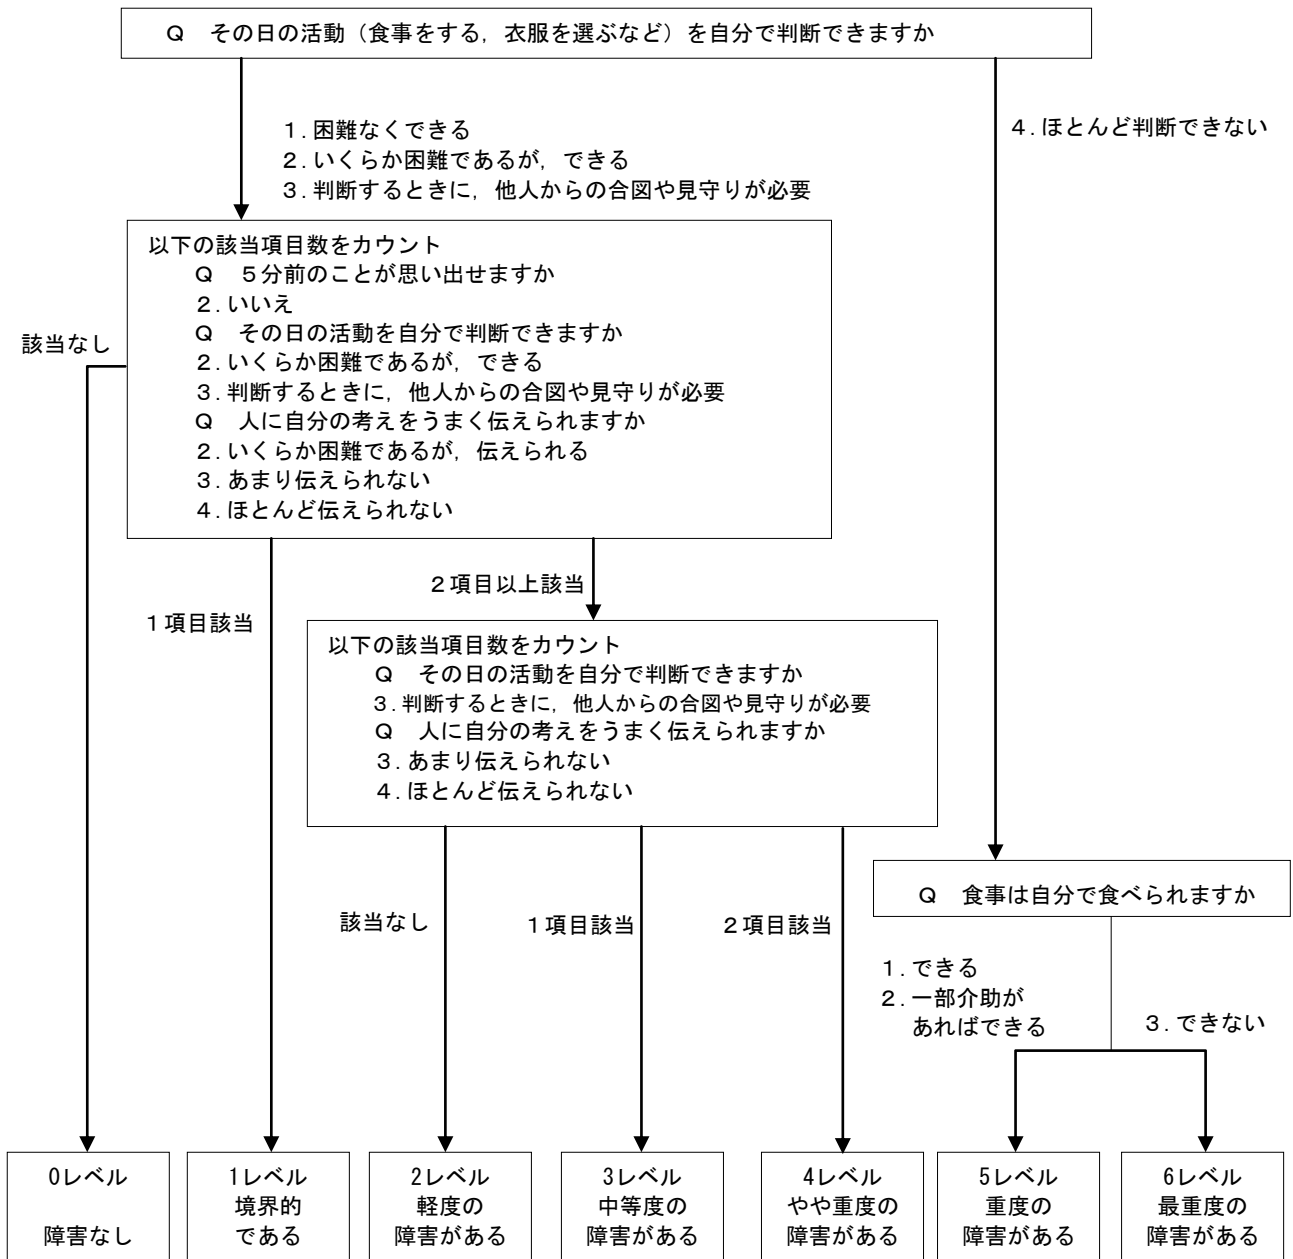 Ｑ　その日の活動（食事をする，衣服を選ぶなど）を自分で判断できますか
１．困難なくできる
２．いくらか困難であるが，できる
３．判断するときに，他人からの合図や見守りが必要
４．ほとんど判断できない
以下の該当項目数をカウント
Ｑ　５分前のことが思い出せますか
２．いいえ
Ｑ　その日の活動を自分で判断できますか
２．いくらか困難であるが，できる
３．判断するときに，他人からの合図や見守りが必要
Ｑ　人に自分の考えをうまく伝えられますか
２．いくらか困難であるが，伝えられる
３．あまり伝えられない
４．ほとんど伝えられない
該当なし
１項目該当
２項目以上該当
以下の該当項目数をカウント
Ｑ　その日の活動を自分で判断できますか
３．判断するときに，他人からの合図や見守りが必要
Ｑ　人に自分の考えをうまく伝えられますか
３．あまり伝えられない
４．ほとんど伝えられない
該当なし
１項目該当
２項目該当
Ｑ　食事は自分で食べられますか
１．できる
２．一部介助が
あればできる
３．できない
0レベル
障害なし
1レベル
境界的
である
2レベル
軽度の
障害がある
3レベル
中等度の
障害がある
4レベル
やや重度の
障害がある
5レベル
重度の
障害がある
6レベル
最重度の
障害がある